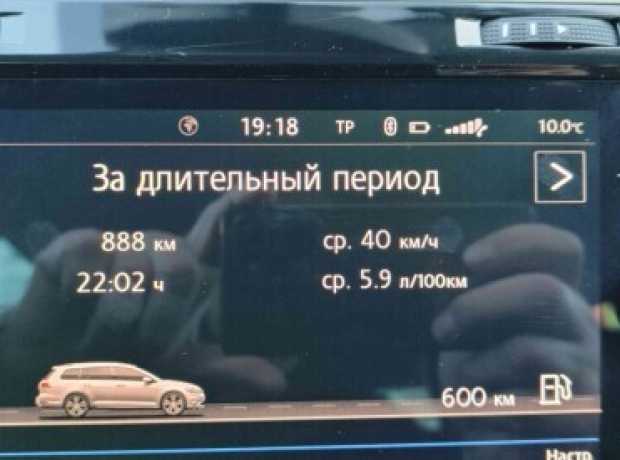 19:18 TP 10.0°C
За длительный период
888 км ср. 40 км/ч
22:02 ч ср. 5.9 л/100км
600 км
Настр